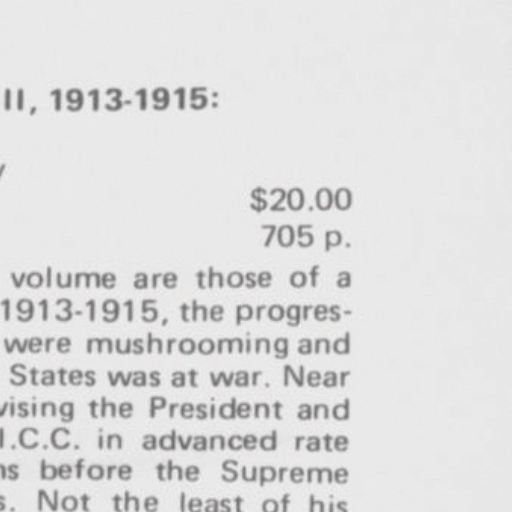 II, 1913-1915:
$20.00
705 p.
volume are those of a
1913-1915, the progres-
were mushrooming and
States was at war. Near
vising the President and
I.C.C. in advanced rate
ns before the Supreme
s. Not the least of his